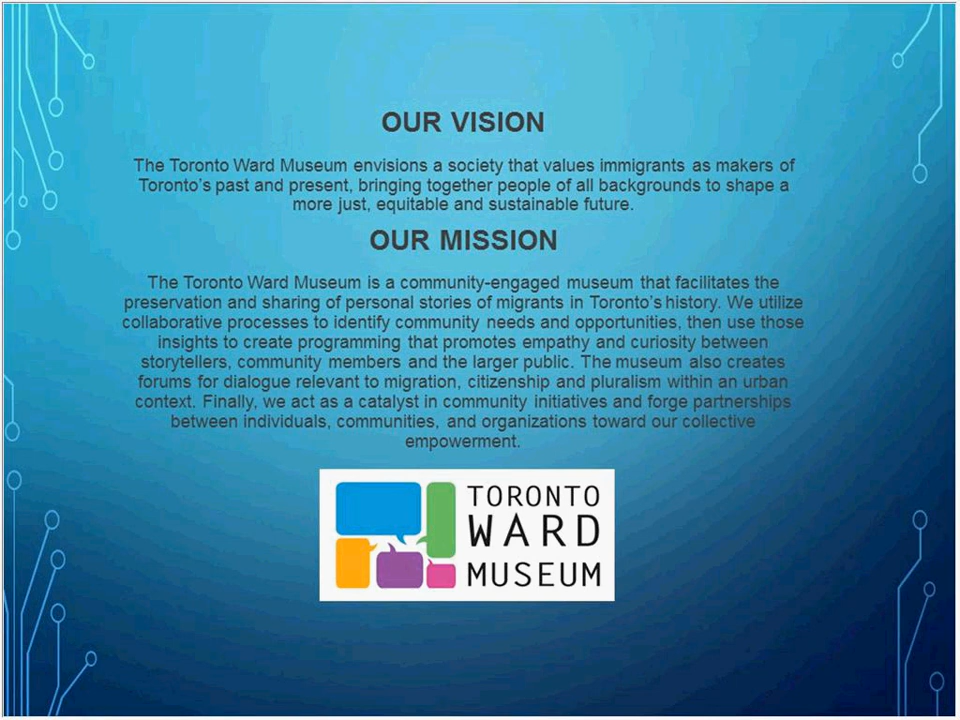 OUR VISION
The Toronto Ward Museum envisions a society that values immigrants as makers of
Toronto's past and present, bringing together people of all backgrounds to shape a
more just, equitable and sustainable future.
OUR MISSION
The Toronto Ward Museum is a community-engaged museum that facilitates the
preservation and sharing of personal stories of migrants in Toronto's history. We utilize
collaborative processes to identify community needs and opportunities, then use those
insights to create programming that promotes empathy and curiosity between
storytellers, community members and the larger public. The museum also creates
forums for dialogue relevant to migration, citizenship and pluralism within an urban
context. Finally, we act as a catalyst in community initiatives and forge partnerships
between individuals, communities, and organizations toward our collective
empowerment.
TORONTO
WARD
MUSEUM